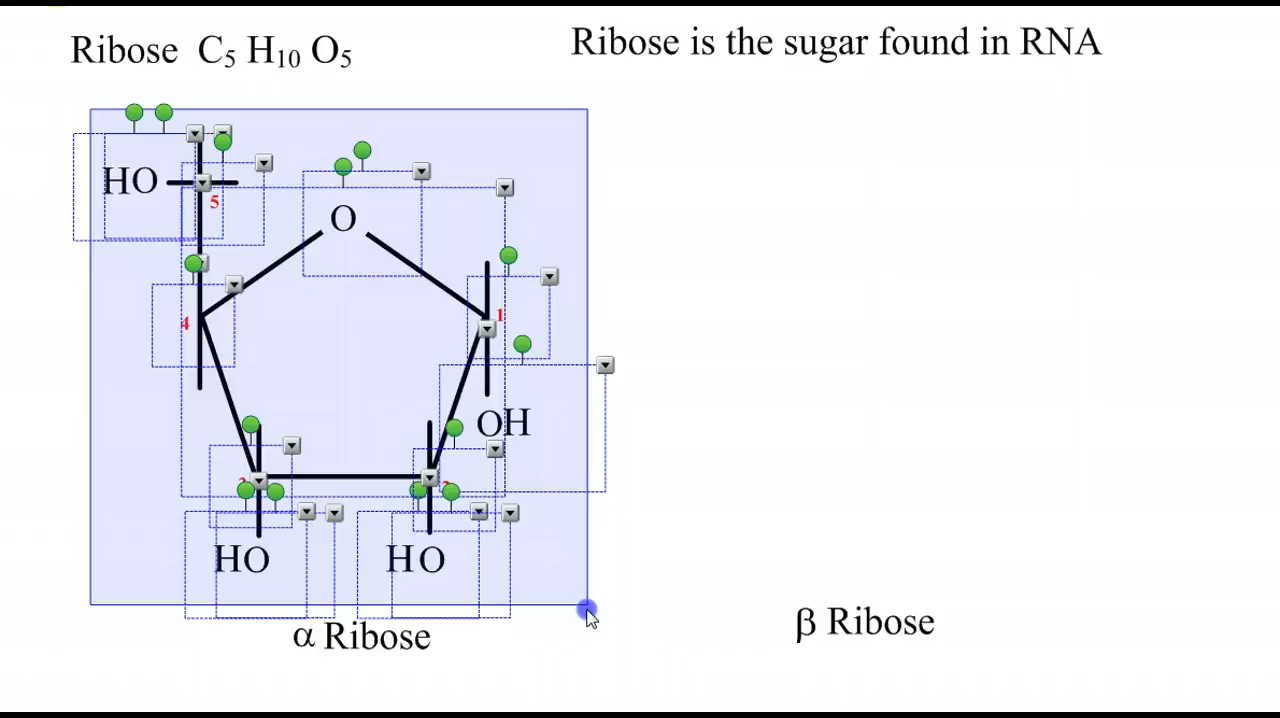 Ribose C5 H10 O5
Ribose is the sugar found in RNA
HO
5
O
4
1
OH
HO
HO
α Ribose
β Ribose